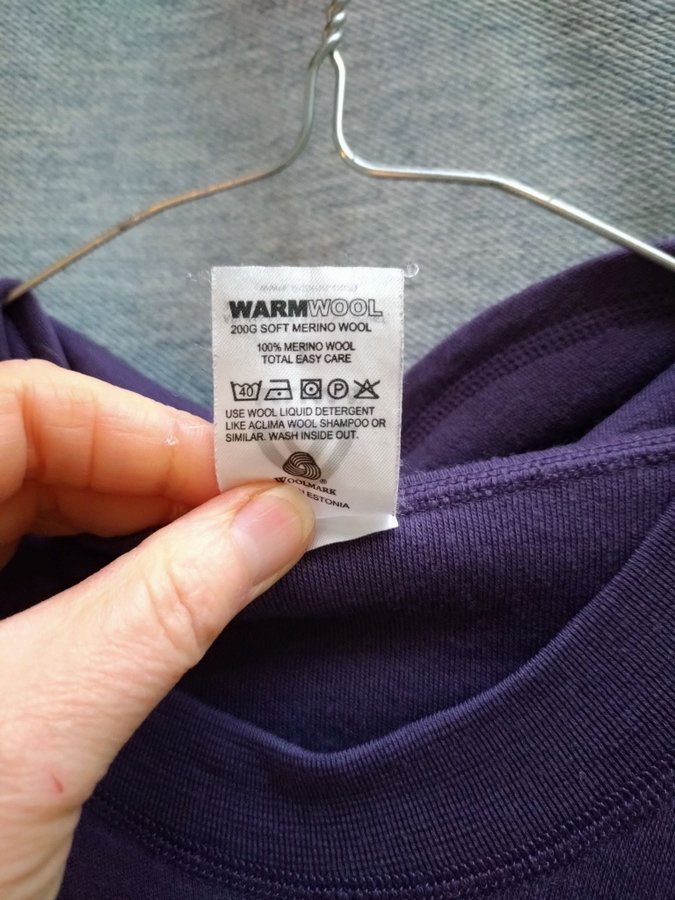 WARMWOOL
200G SOFT MERINO WOOL
100% MERINO WOOL
TOTAL EASY CARE
40 P
USE WOOL LIQUID DETERGENT
LIKE ACLIMA WOOL SHAMPOO OR
SIMILAR. WASH INSIDE OUT.
WOOLMARK
ESTONIA